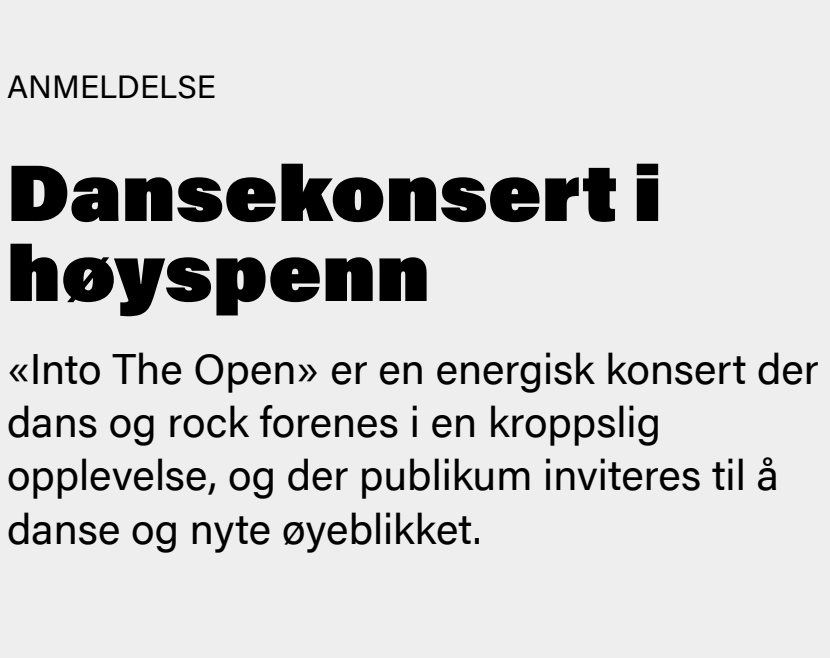 ANMELDELSE
Dansekonsert i
høyspenn
«Into The Open» er en energisk konsert der
dans og rock forenes i en kroppslig
opplevelse, og der publikum inviteres til å
danse og nyte øyeblikket.